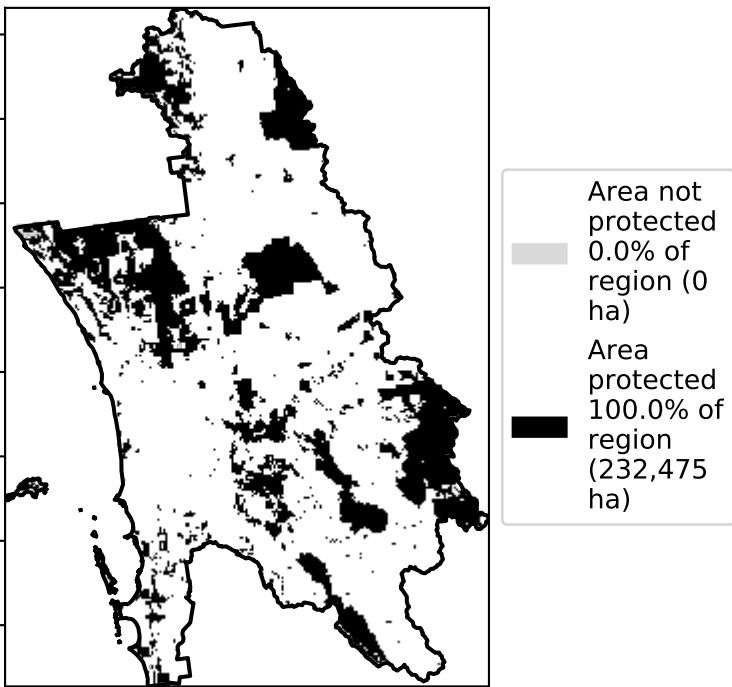 Area not
protected
0.0% of
region (0
ha)
Area
protected
100.0% of
region
(232,475
ha)